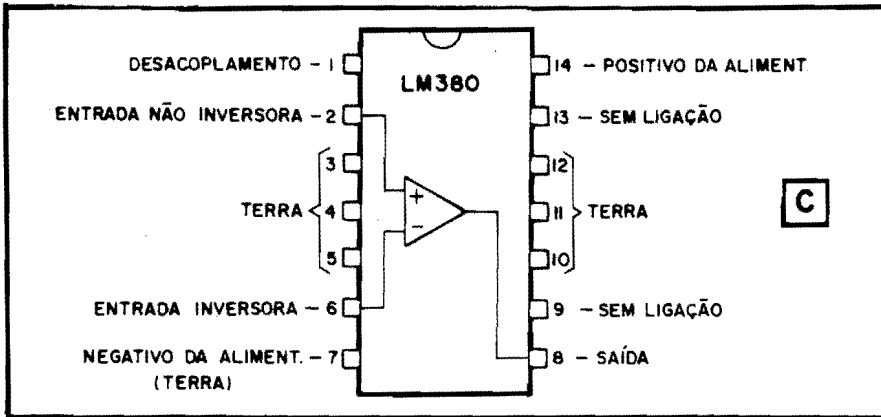 LM380
DESACOPLAMENTO - 1
ENTRADA NÃO INVERSORA - 2
3
TERRA 4
5
ENTRADA INVERSORA - 6
NEGATIVO DA ALIMENT. - 7
(TERRA)
+
-
14 - POSITIVO DA ALIMENT
13 - SEM LIGAÇÃO
12
11 TERRA
10
9 - SEM LIGAÇÃO
8 - SAÍDA
C